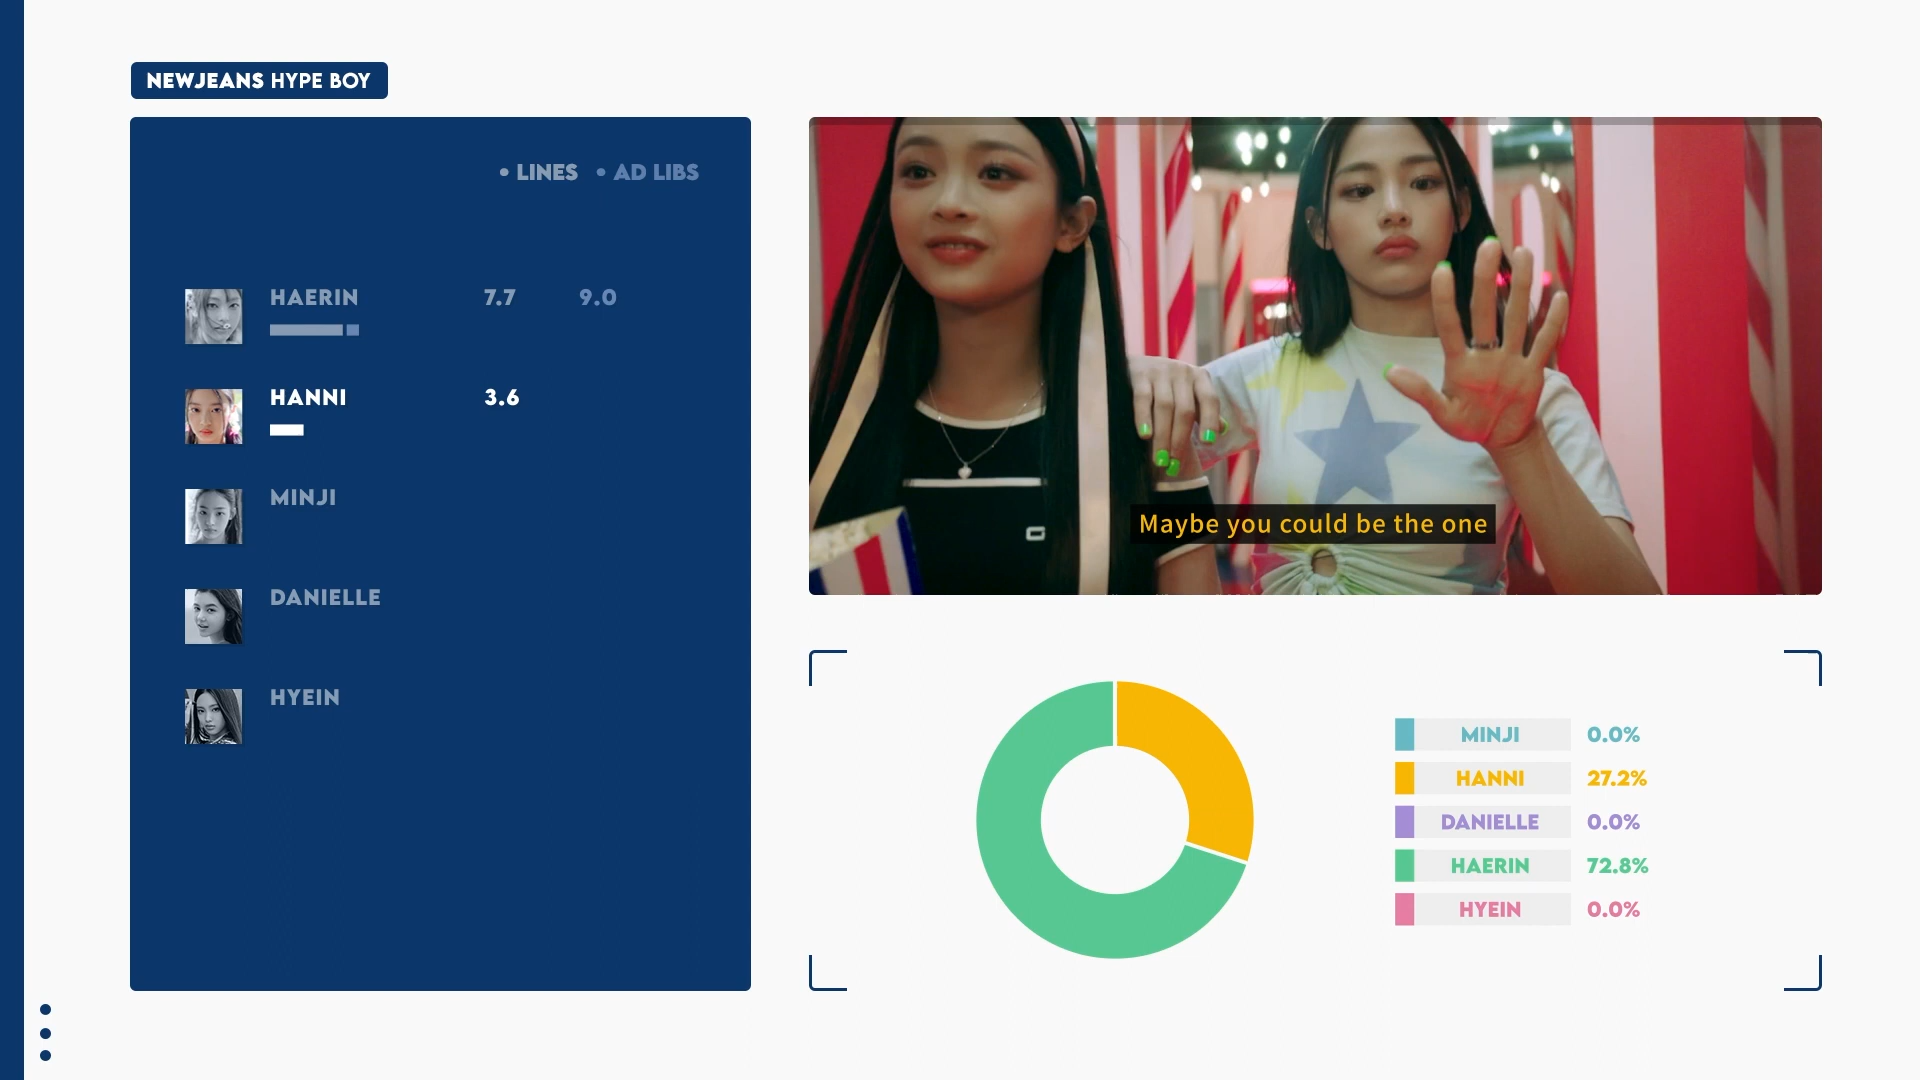 NEWJEANS HYPE BOY
• LINES • AD LIBS
HAERIN 7.7 9.0
HANNI 3.6
MINJI
DANIELLE
HYEIN
Maybe you could be the one
MINJI 0.0%
HANNI 27.2%
DANIELLE 0.0%
HAERIN 72.8%
HYEIN 0.0%